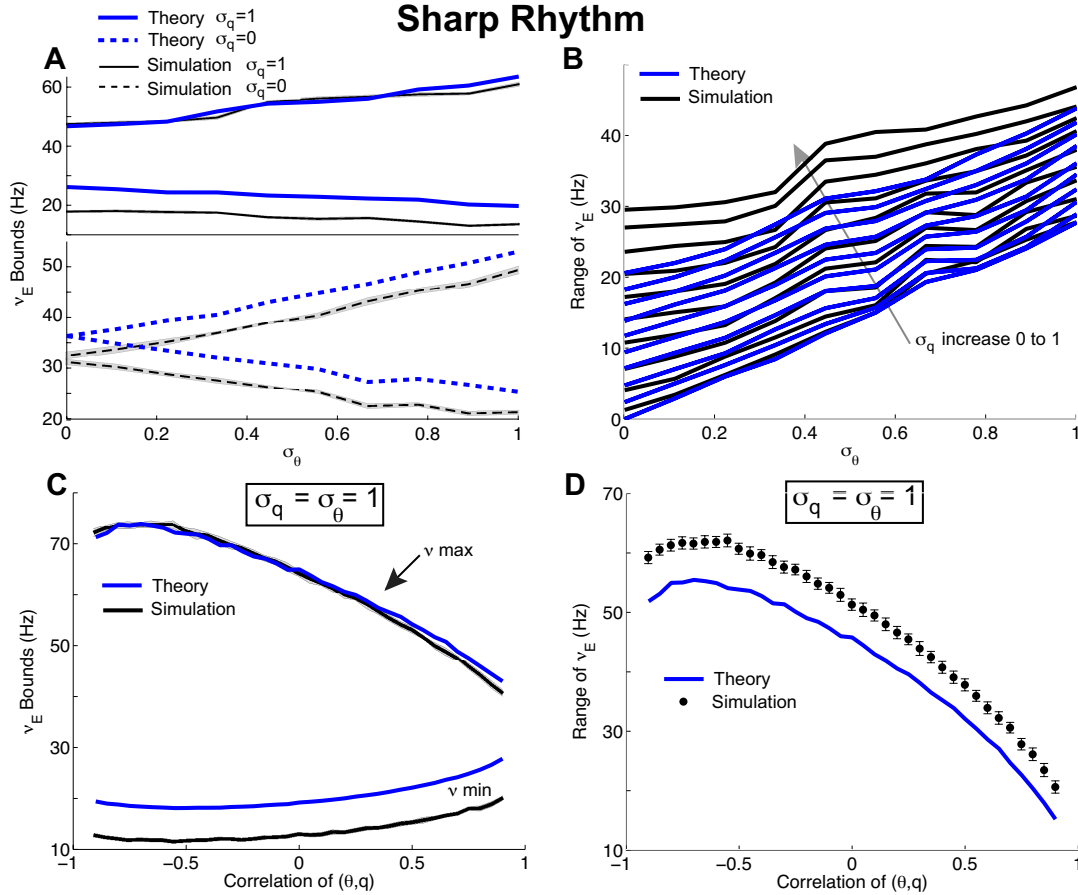 Sharp Rhythm
A
Theory σq=1
Theory σq=0
Simulation σq=1
Simulation σq=0
60
40
20
50
40
30
20
νE Bounds (Hz)
0 0.2 0.4 0.6 0.8 1
σθ
B
Theory
Simulation
40
30
20
10
0
Range of νE (Hz)
σq increase 0 to 1
0 0.2 0.4 0.6 0.8 1
σθ
C
σq = σθ = 1
ν max
Theory
Simulation
ν min
70
50
30
10
νE Bounds (Hz)
−1 −0.5 0 0.5 1
Correlation of (θ,q)
D
σq = σθ = 1
Theory
Simulation
70
50
30
10
Range of νE (Hz)
−1 −0.5 0 0.5 1
Correlation of (θ,q)